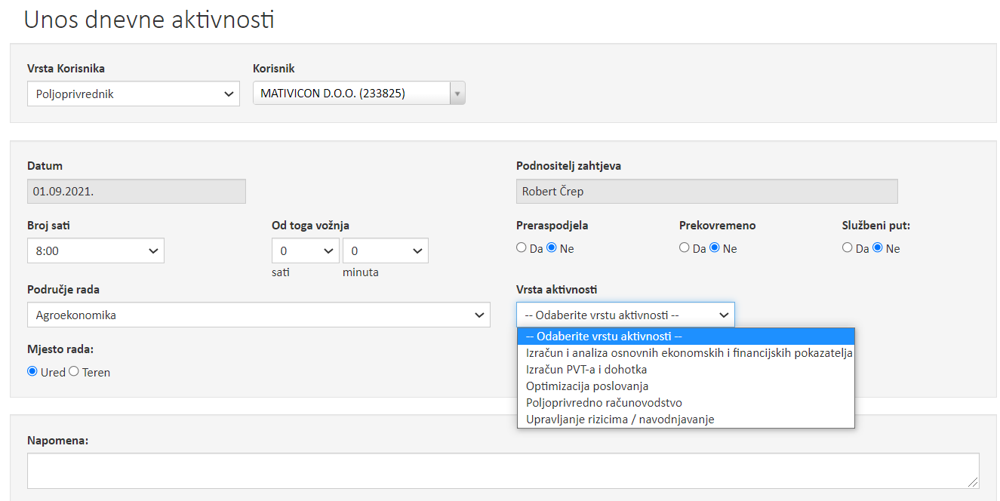 Unos dnevne aktivnosti
Vrsta Korisnika
Korisnik
Poljoprivrednik
MATIVICON D.O.O. (233825)
Datum
Podnositelj zahtjeva
01.09.2021.
Robert Črep
Broj sati
Od toga vožnja
Preraspodjela
Prekovremeno
Službeni put:
8:00
0
0
Da Ne
Da Ne
Da Ne
sati
minuta
Područje rada
Vrsta aktivnosti
Agroekonomika
-- Odaberite vrstu aktivnosti --
-- Odaberite vrstu aktivnosti --
Izračun i analiza osnovnih ekonomskih i financijskih pokazatelja
Izračun PVT-a i dohotka
Optimizacija poslovanja
Poljoprivredno računovodstvo
Upravljanje rizicima / navodnjavanje
Mjesto rada:
Ured Teren
Napomena: